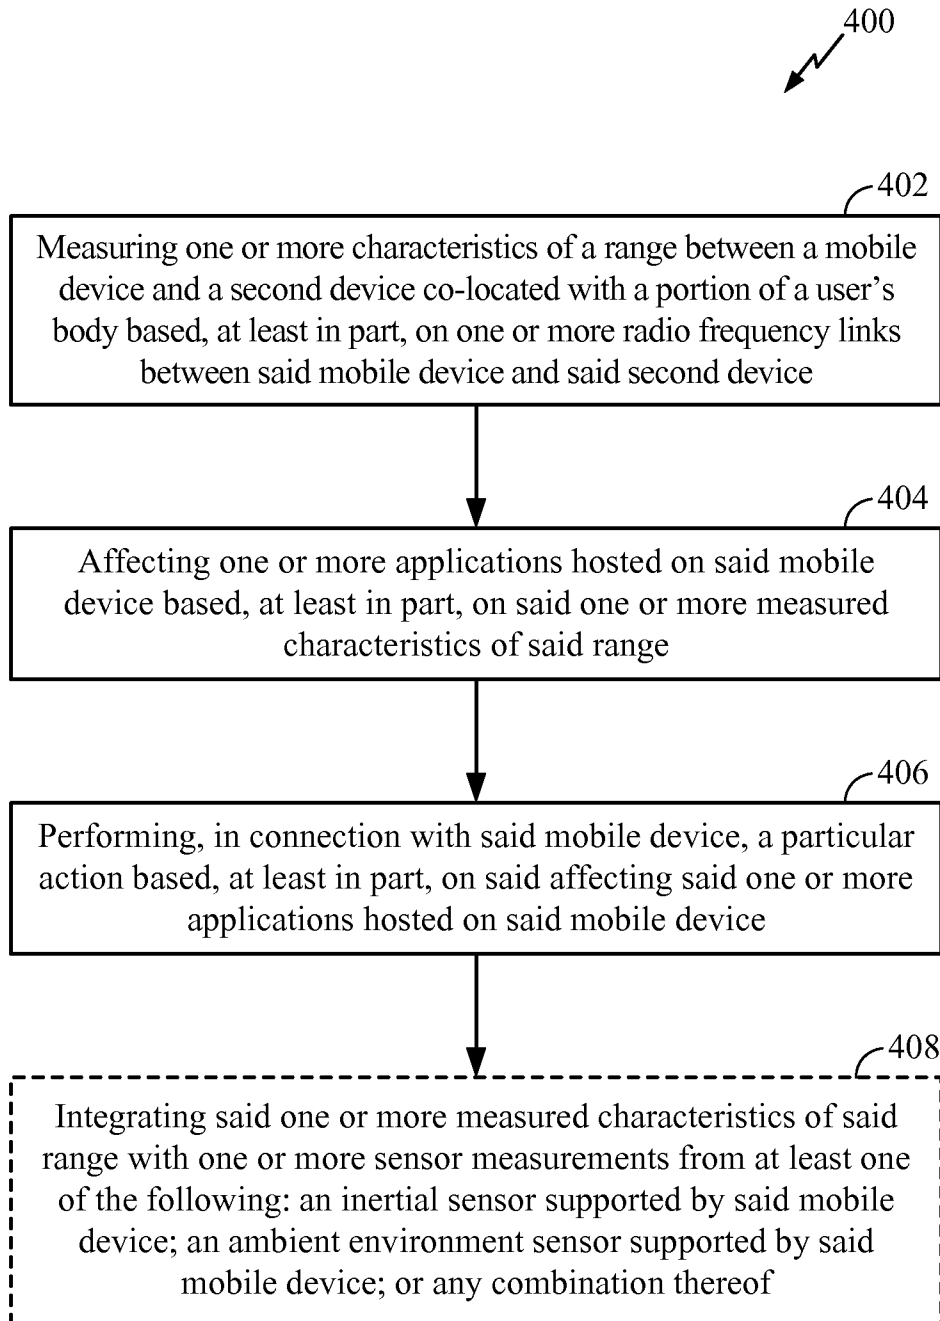 400
402
Measuring one or more characteristics of a range between a mobile
device and a second device co-located with a portion of a user's
body based, at least in part, on one or more radio frequency links
between said mobile device and said second device
404
Affecting one or more applications hosted on said mobile
device based, at least in part, on said one or more measured
characteristics of said range
406
Performing, in connection with said mobile device, a particular
action based, at least in part, on said affecting said one or more
applications hosted on said mobile device
408
Integrating said one or more measured characteristics of said
range with one or more sensor measurements from at least one
of the following: an inertial sensor supported by said mobile
device; an ambient environment sensor supported by said
mobile device; or any combination thereof